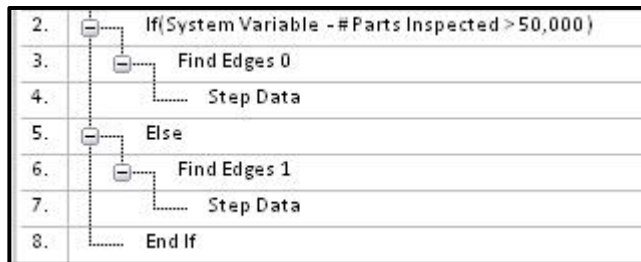 2. If(System Variable -#Parts Inspected >50,000)
3. Find Edges 0
4. Step Data
5. Else
6. Find Edges 1
7. Step Data
8. End If